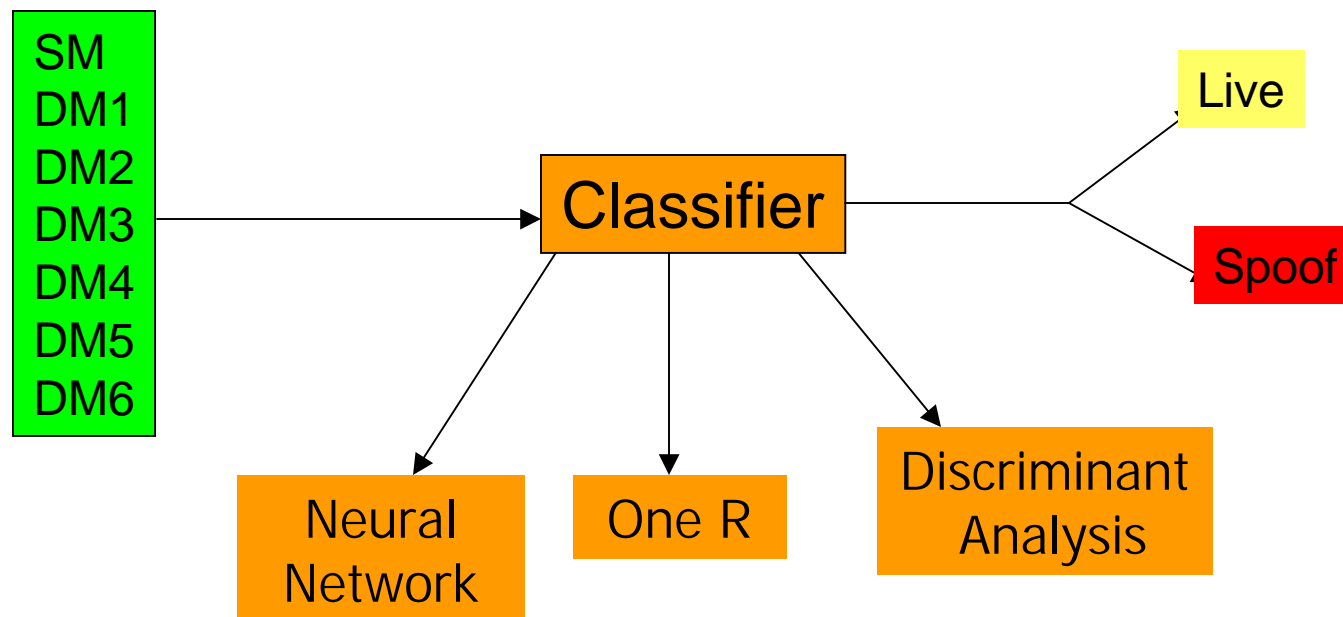 SM
DM1
DM2
DM3
DM4
DM5
DM6
Classifier
Live
Spoof
Neural
Network
One R
Discriminant
Analysis